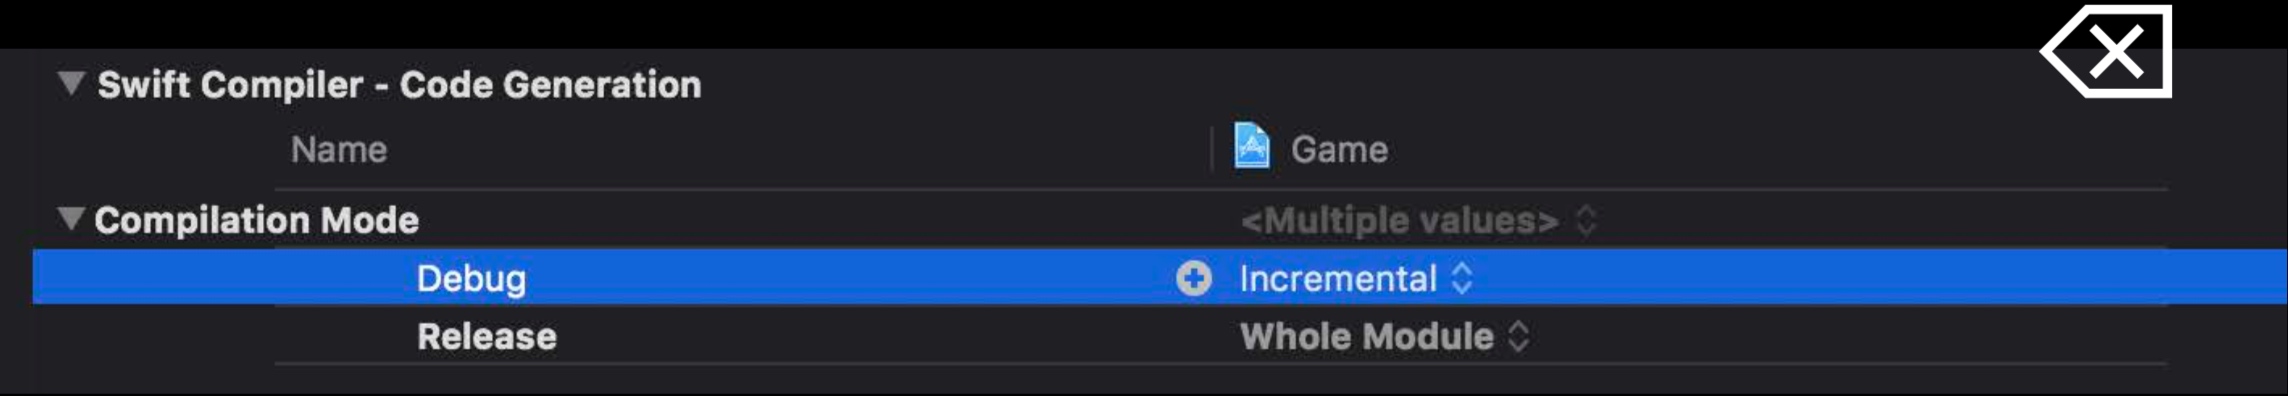 Swift Compiler - Code Generation
Name Game
Compilation Mode <Multiple values>
Debug Incremental
Release Whole Module